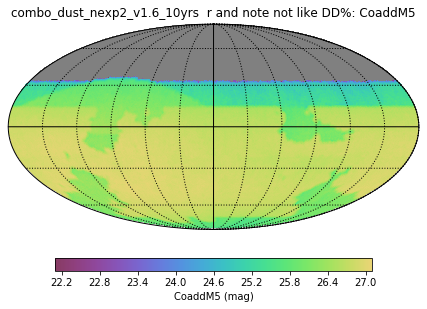 combo_dust_nexp2_v1.6_10yrs r and note not like DD%: CoaddM5
22.2 22.8 23.4 24.0 24.6 25.2 25.8 26.4 27.0
CoaddM5 (mag)